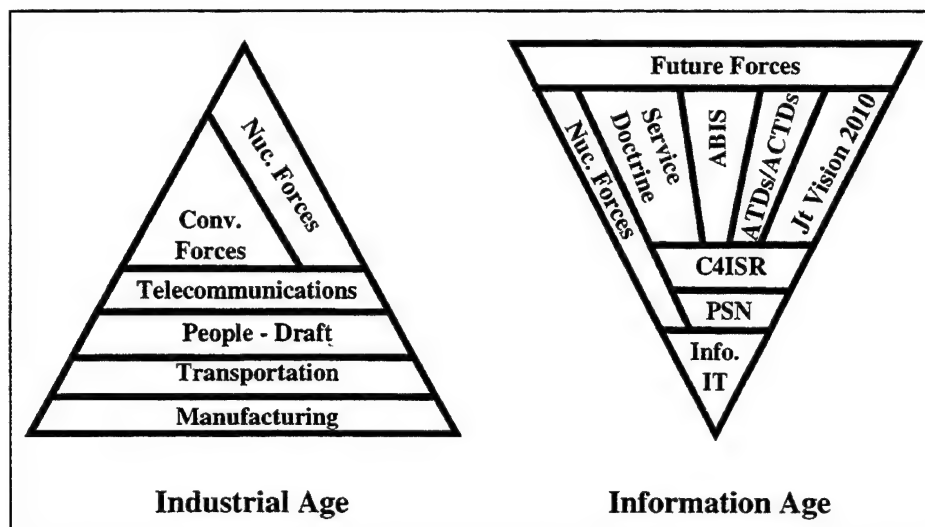 Nuc. Forces
Conv.
Forces
Telecommunications
People - Draft
Transportation
Manufacturing
Industrial Age
Future Forces
Nuc. Forces
Service
Doctrine
ABIS
ATDs/ACTDs
Jt Vision 2010
C4ISR
PSN
Info.
IT
Information Age